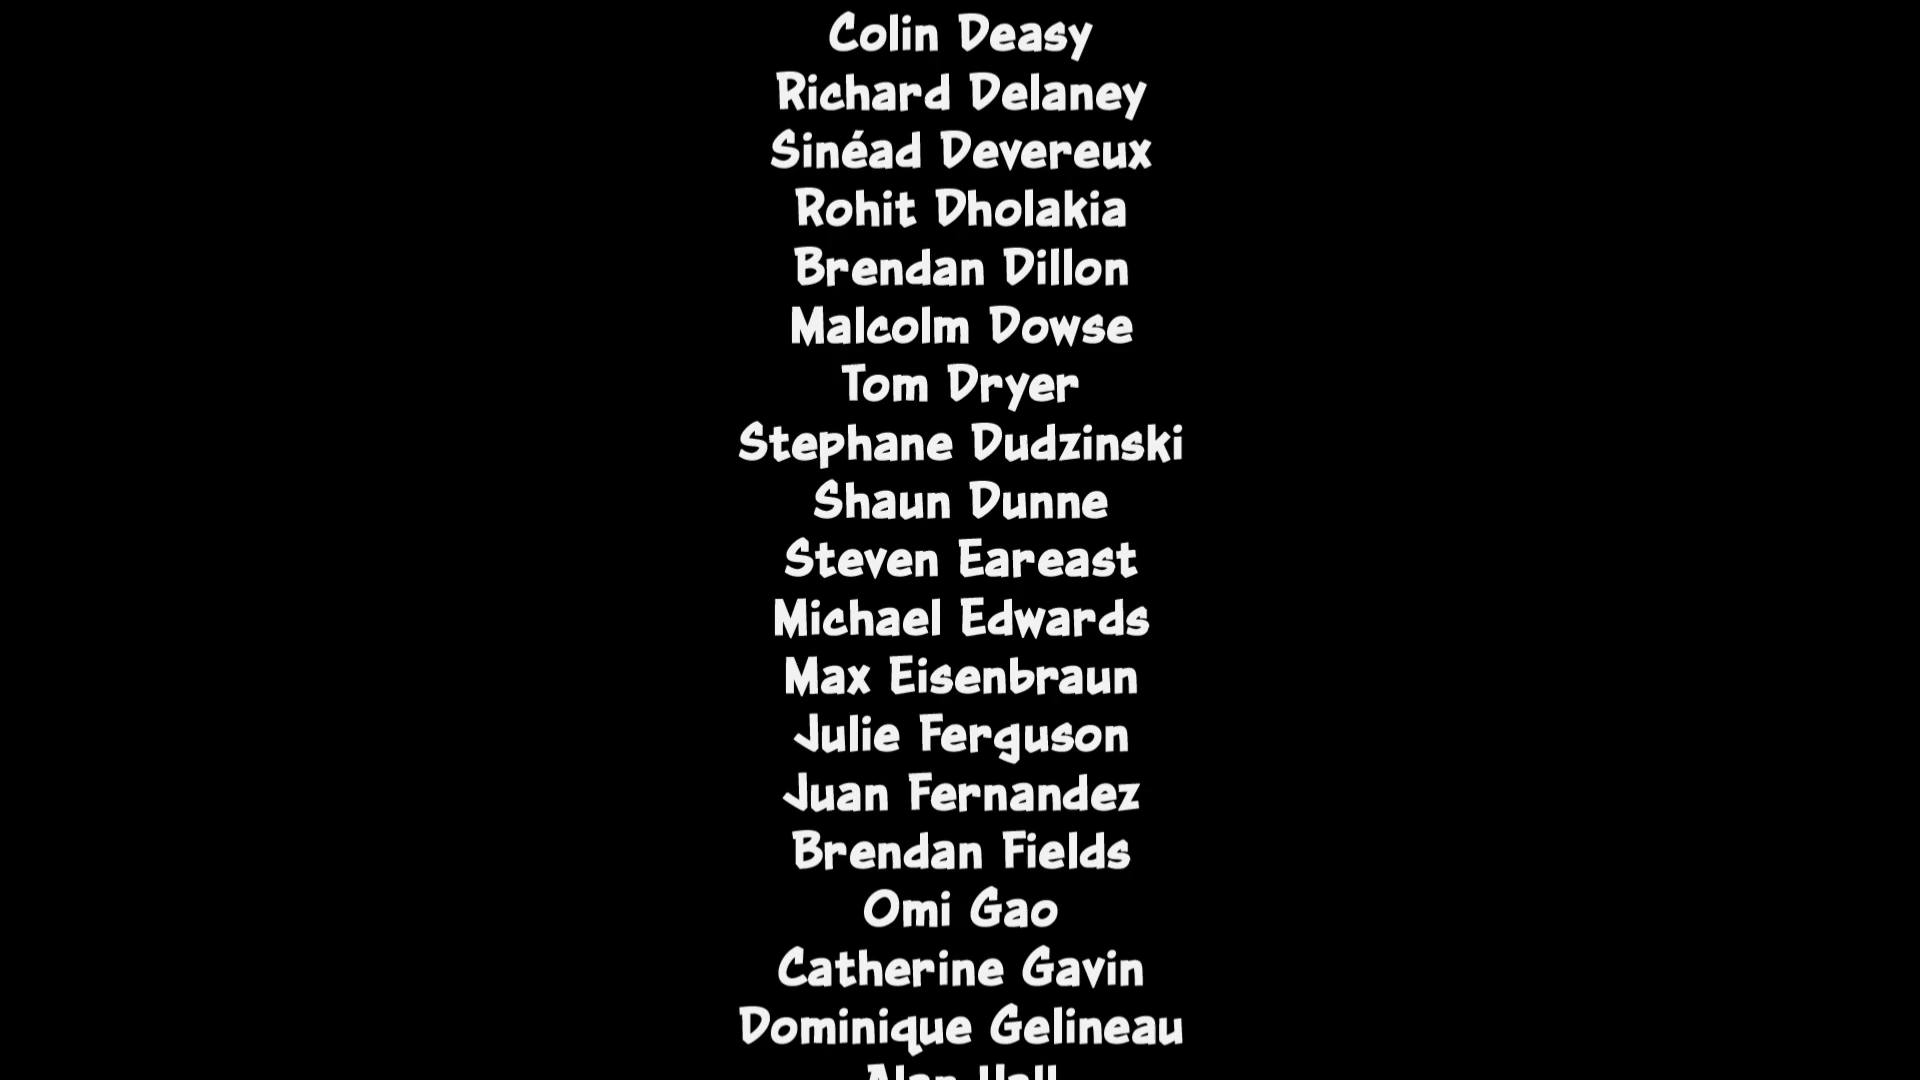 Colin Deasy
Richard Delaney
Sinéad Devereux
Rohit Dholakia
Brendan Dillon
Malcolm Dowse
Tom Dryer
Stephane Dudzinski
Shaun Dunne
Steven Eareast
Michael Edwards
Max Eisenbraun
Julie Ferguson
Juan Fernandez
Brendan Fields
Omi Gao
Catherine Gavin
Dominique Gelineau